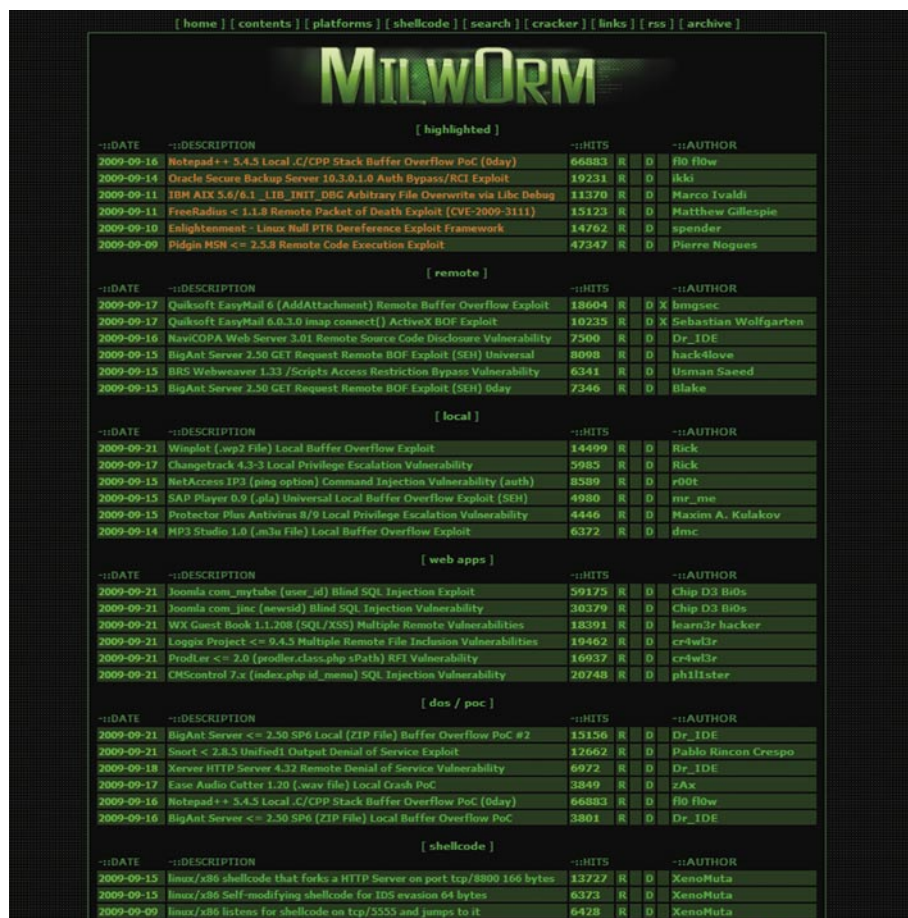 [ home ] [ contents ] [ platforms ] [ shellcode ] [ search ] [ cracker ] [ links ] [ rss ] [ archive ]
MILW0RM
[ highlighted ]
-::DATE -::DESCRIPTION -::HITS -::AUTHOR
2009-09-16 Notepad++ 5.4.5 Local .C/CPP Stack Buffer Overflow PoC (0day) 66883 R D fl0 fl0w
2009-09-14 Oracle Secure Backup Server 10.3.0.1.0 Auth Bypass/RCI Exploit 19231 R D ikki
2009-09-11 IBM AIX 5.6/6.1 _LIB_INIT_DBG Arbitrary File Overwrite via Libc Debug 11370 R D Marco Ivaldi
2009-09-11 FreeRadius < 1.1.8 Remote Packet of Death Exploit (CVE-2009-3111) 15123 R D Matthew Gillespie
2009-09-10 Enlightenment - Linux Null PTR Dereference Exploit Framework 14762 R D spender
2009-09-09 Pidgin MSN <= 2.5.8 Remote Code Execution Exploit 47347 R D Pierre Nogues
[ remote ]
-::DATE -::DESCRIPTION -::HITS -::AUTHOR
2009-09-17 Quiksoft EasyMail 6 (AddAttachment) Remote Buffer Overflow Exploit 18604 R D X bmgsec
2009-09-17 Quiksoft EasyMail 6.0.3.0 imap connect() ActiveX BOF Exploit 10235 R D X Sebastian Wolfgarten
2009-09-16 NaviCOPA Web Server 3.01 Remote Source Code Disclosure Vulnerability 7500 R D Dr_IDE
2009-09-15 BigAnt Server 2.50 GET Request Remote BOF Exploit (SEH) Universal 8098 R D hack4love
2009-09-15 BRS Webweaver 1.33 /Scripts Access Restriction Bypass Vulnerability 6341 R D Usman Saeed
2009-09-15 BigAnt Server 2.50 GET Request Remote BOF Exploit (SEH) 0day 7346 R D Blake
[ local ]
-::DATE -::DESCRIPTION -::HITS -::AUTHOR
2009-09-21 Winplot (.wp2 File) Local Buffer Overflow Exploit 14499 R D Rick
2009-09-17 Changetrack 4.3-3 Local Privilege Escalation Vulnerability 5985 R D Rick
2009-09-15 NetAccess IP3 (ping option) Command Injection Vulnerability (auth) 8589 R D r00t
2009-09-15 SAP Player 0.9 (.pla) Universal Local Buffer Overflow Exploit (SEH) 4980 R D mr_me
2009-09-15 Protector Plus Antivirus 8/9 Local Privilege Escalation Vulnerability 4446 R D Maxim A. Kulakov
2009-09-14 MP3 Studio 1.0 (.m3u File) Local Buffer Overflow Exploit 6372 R D dmc
[ web apps ]
-::DATE -::DESCRIPTION -::HITS -::AUTHOR
2009-09-21 Joomla com_mytube (user_id) Blind SQL Injection Exploit 59175 R D Chip D3 Bi0s
2009-09-21 Joomla com_jinc (newsid) Blind SQL Injection Vulnerability 30379 R D Chip D3 Bi0s
2009-09-21 WX Guest Book 1.1.208 (SQL/XSS) Multiple Remote Vulnerabilities 18391 R D learn3r hacker
2009-09-21 Loggix Project <= 9.4.5 Multiple Remote File Inclusion Vulnerabilities 19462 R D cr4wl3r
2009-09-21 ProdLer <= 2.0 (prodler.class.php sPath) RFI Vulnerability 16937 R D cr4wl3r
2009-09-21 CMScontrol 7.x (index.php id_menu) SQL Injection Vulnerability 20748 R D ph1l1ster
[ dos / poc ]
-::DATE -::DESCRIPTION -::HITS -::AUTHOR
2009-09-21 BigAnt Server <= 2.50 SP6 Local (ZIP File) Buffer Overflow PoC #2 15156 R D Dr_IDE
2009-09-21 Snort < 2.8.5 Unified1 Output Denial of Service Exploit 12662 R D Pablo Rincon Crespo
2009-09-18 Xerver HTTP Server 4.32 Remote Denial of Service Vulnerability 6972 R D Dr_IDE
2009-09-17 Ease Audio Cutter 1.20 (.wav file) Local Crash PoC 3849 R D zAx
2009-09-16 Notepad++ 5.4.5 Local .C/CPP Stack Buffer Overflow PoC (0day) 66883 R D fl0 fl0w
2009-09-16 BigAnt Server <= 2.50 SP6 (ZIP File) Local Buffer Overflow PoC 3801 R D Dr_IDE
[ shellcode ]
-::DATE -::DESCRIPTION -::HITS -::AUTHOR
2009-09-15 linux/x86 shellcode that forks a HTTP Server on port tcp/8800 166 bytes 13727 R D XenoMuta
2009-09-15 linux/x86 Self-modifying shellcode for IDS evasion 64 bytes 6373 R D XenoMuta
2009-09-09 linux/x86 listens for shellcode on tcp/5555 and jumps to it 6428 R D XenoMuta